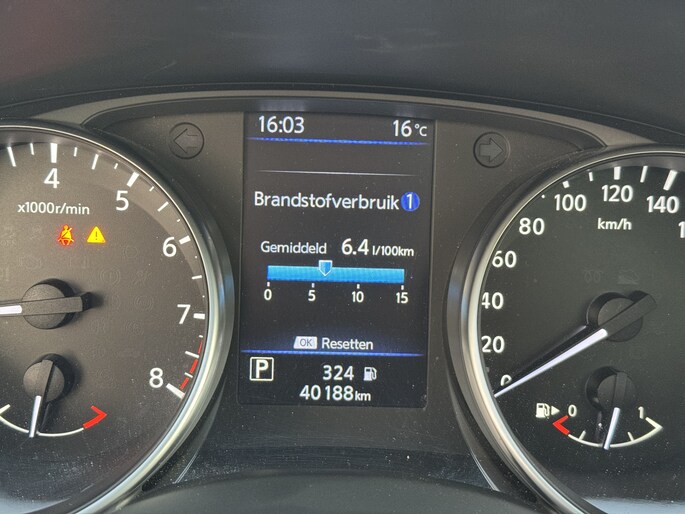 16:03 16°C
Brandstofverbruik 1
Gemiddeld 6.4 l/100km
0 5 10 15
OK Resetten
P 324
40188 km
4
5
x1000r/min
6
7
8
0
20
40
60
80
100
120
140
km/h
0 1